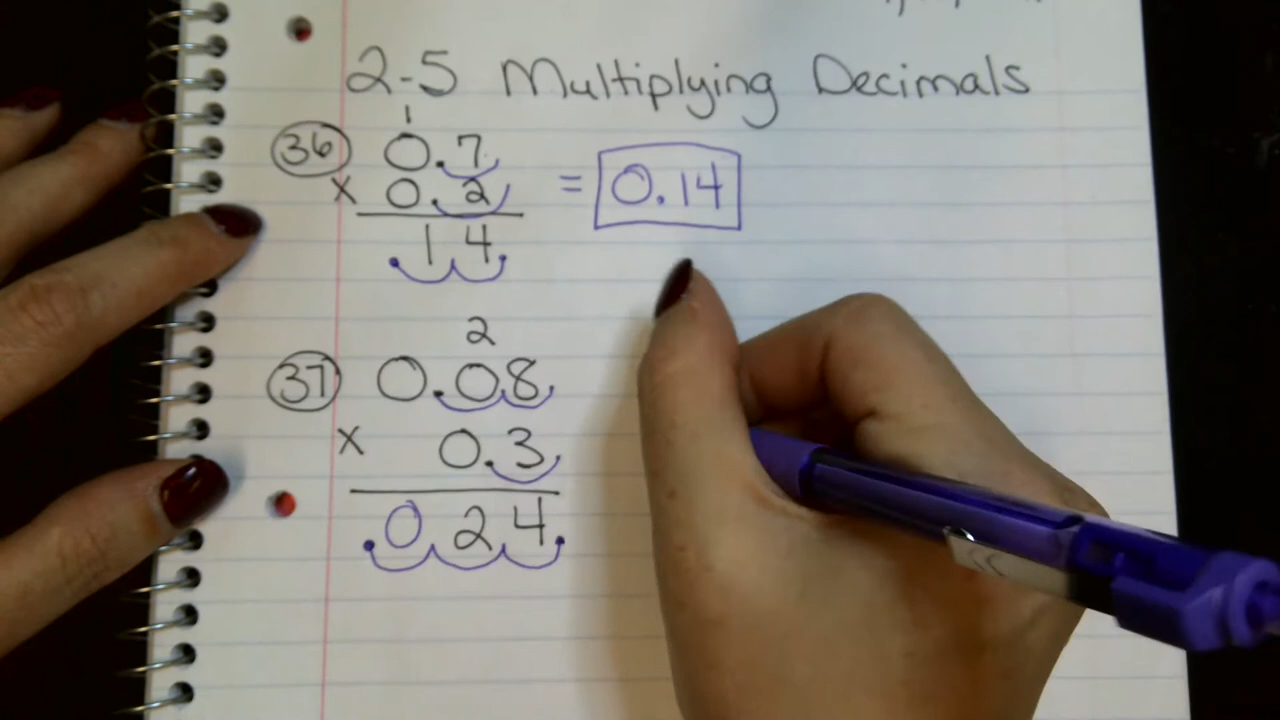 2-5 Multiplying Decimals
1
36 0.7
x 0.2 = 0.14
.14
2
37 0.08
x 0.3
.024